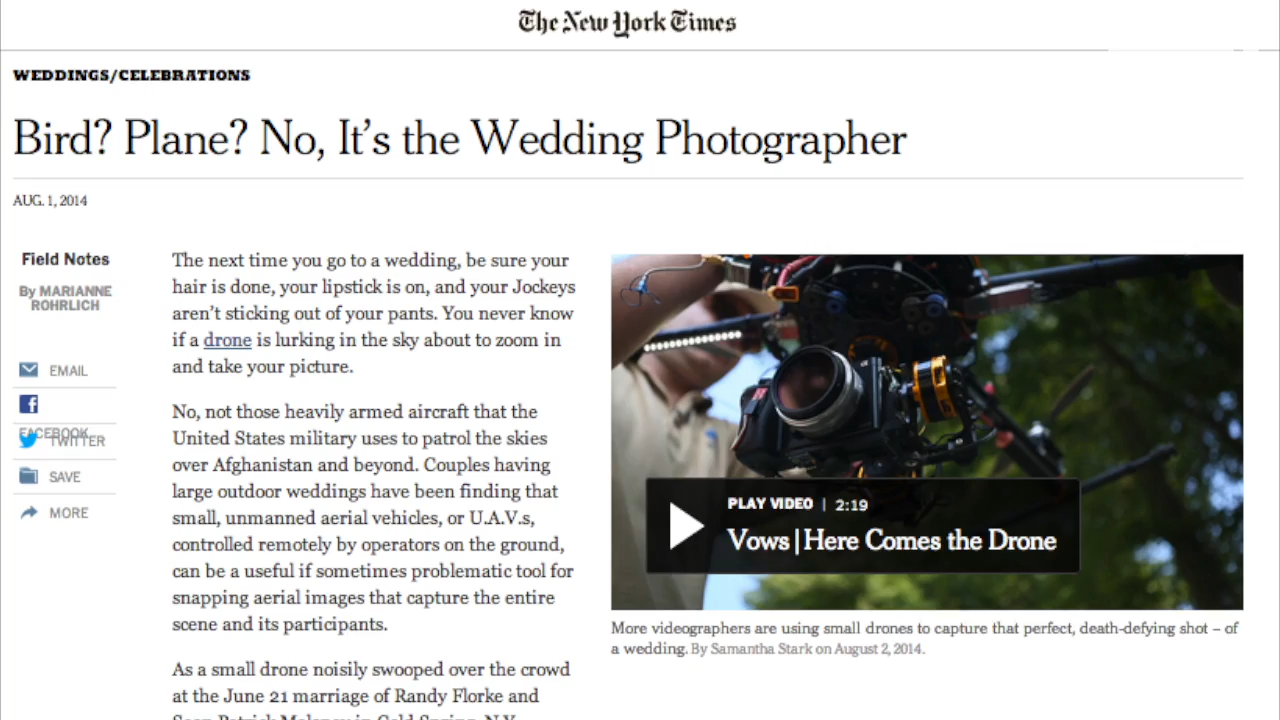 The New York Times
WEDDINGS/CELEBRATIONS
Bird? Plane? No, It's the Wedding Photographer
AUG. 1, 2014
Field Notes
By MARIANNE
ROHRLICH
EMAIL
FACEBOOK
TWITTER
SAVE
MORE
The next time you go to a wedding, be sure your
hair is done, your lipstick is on, and your Jockeys
aren't sticking out of your pants. You never know
if a drone is lurking in the sky about to zoom in
and take your picture.
No, not those heavily armed aircraft that the
United States military uses to patrol the skies
over Afghanistan and beyond. Couples having
large outdoor weddings have been finding that
small, unmanned aerial vehicles, or U.A.V.s,
controlled remotely by operators on the ground,
can be a useful if sometimes problematic tool for
snapping aerial images that capture the entire
scene and its participants.
As a small drone noisily swooped over the crowd
at the June 21 marriage of Randy Florke and
Sean Patrick Maloney in Cold Spring, N.Y.
PLAY VIDEO | 2:19
Vows | Here Comes the Drone
More videographers are using small drones to capture that perfect, death-defying shot – of
a wedding. By Samantha Stark on August 2, 2014.